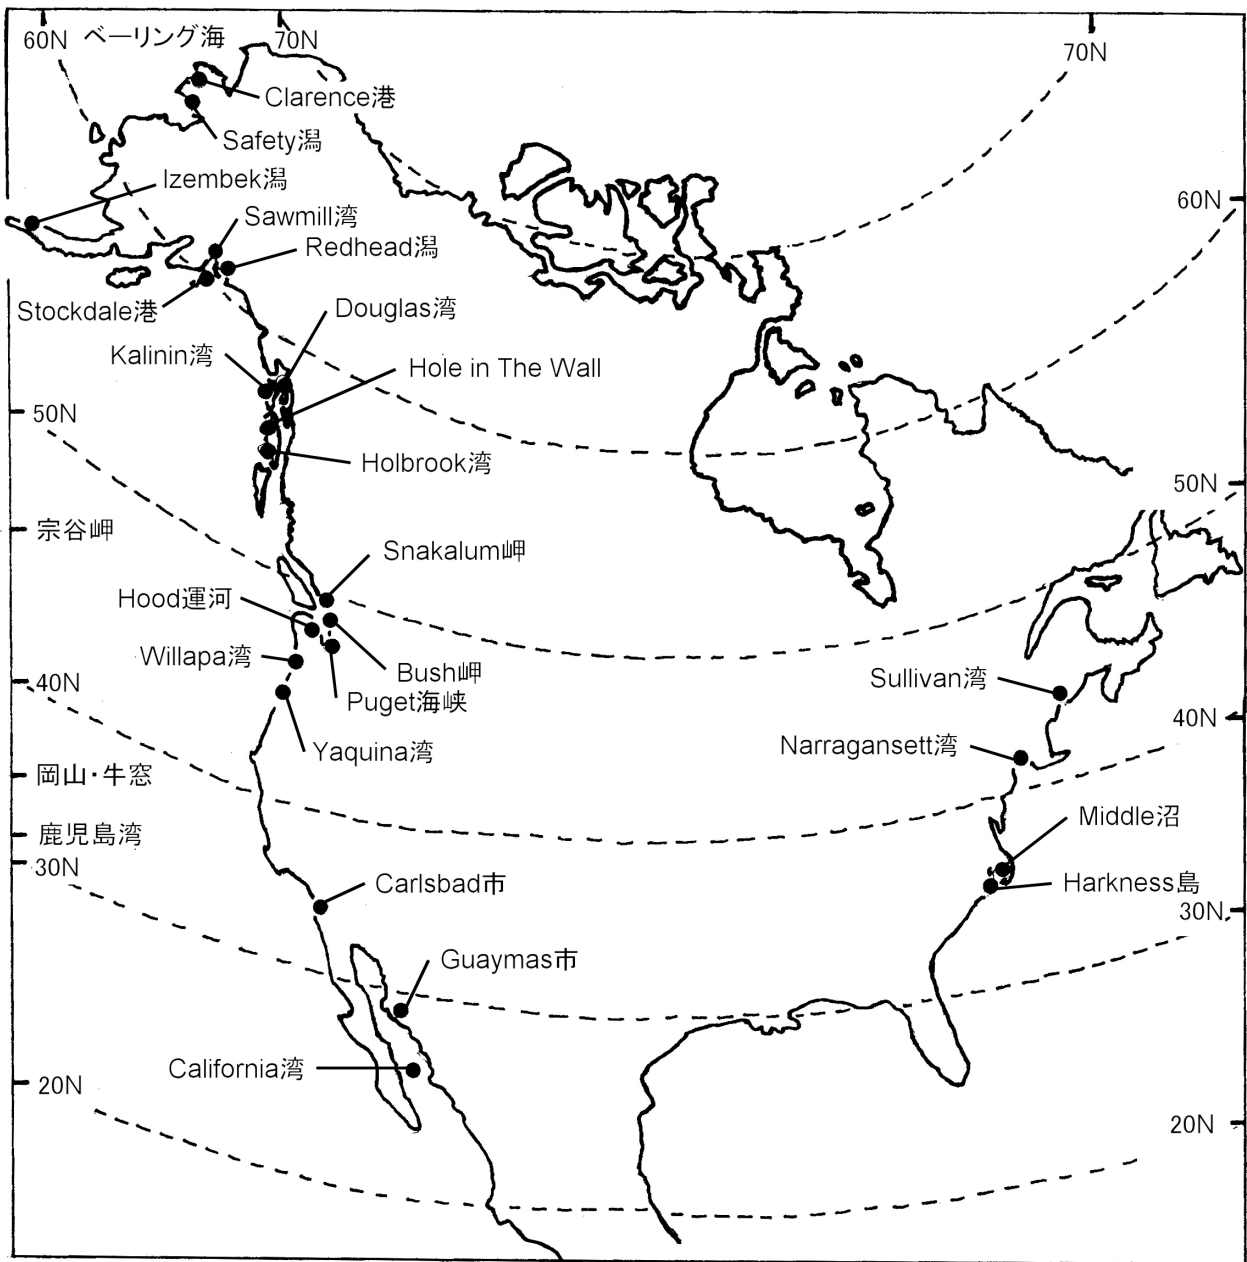 60N
ベーリング海
70N
70N
Clarence港
Safety潟
Izembek潟
60N
Sawmill湾
Redhead潟
Stockdale港
Douglas湾
Kalinin湾
Hole in The Wall
50N
Holbrook湾
50N
宗谷岬
Snakalum岬
Hood運河
Willapa湾
Bush岬
Sullivan湾
40N
Puget海峡
40N
Narragansett湾
Yaquina湾
岡山・牛窓
Middle沼
鹿児島湾
30N
Carlsbad市
Harkness島
30N
Guaymas市
California湾
20N
20N